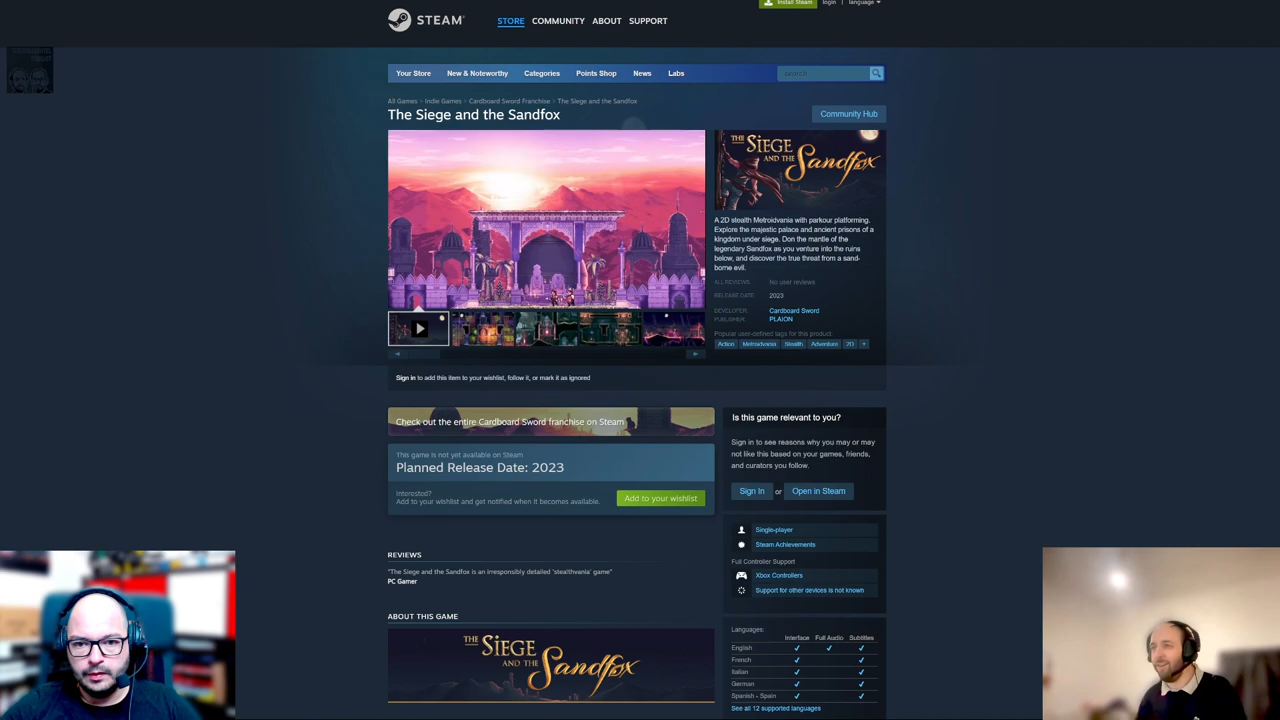 Install Steam
login | language
STEAM®
STORE COMMUNITY ABOUT SUPPORT
Your Store New & Noteworthy Categories Points Shop News Labs
search
All Games > Indie Games > Cardboard Sword Franchise > The Siege and the Sandfox
The Siege and the Sandfox
Community Hub
THE SIEGE
AND THE Sandfox
A 2D stealth Metroidvania with parkour platforming.
Explore the majestic palace and ancient prisons of a
kingdom under siege. Don the mantle of the
legendary Sandfox as you venture into the ruins
below, and discover the true threat from a sand-
borne evil.
ALL REVIEWS: No user reviews
RELEASE DATE: 2023
DEVELOPER: Cardboard Sword
PUBLISHER: PLAION
Popular user-defined tags for this product:
Action Metroidvania Stealth Adventure 2D +
Sign in to add this item to your wishlist, follow it, or mark it as ignored
Check out the entire Cardboard Sword franchise on Steam
This game is not yet available on Steam
Planned Release Date: 2023
Interested?
Add to your wishlist and get notified when it becomes available.
Add to your wishlist
REVIEWS
"The Siege and the Sandfox is an irresponsibly detailed 'stealthvania' game"
PC Gamer
ABOUT THIS GAME
THE SIEGE
AND THE Sandfox
Is this game relevant to you?
Sign in to see reasons why you may or may
not like this based on your games, friends,
and curators you follow.
Sign In or Open in Steam
Single-player
Steam Achievements
Full Controller Support
Xbox Controllers
Support for other devices is not known
Languages:
Interface Full Audio Subtitles
English ✔ ✔ ✔
French ✔ ✔
Italian ✔ ✔
German ✔ ✔
Spanish - Spain ✔ ✔
See all 12 supported languages